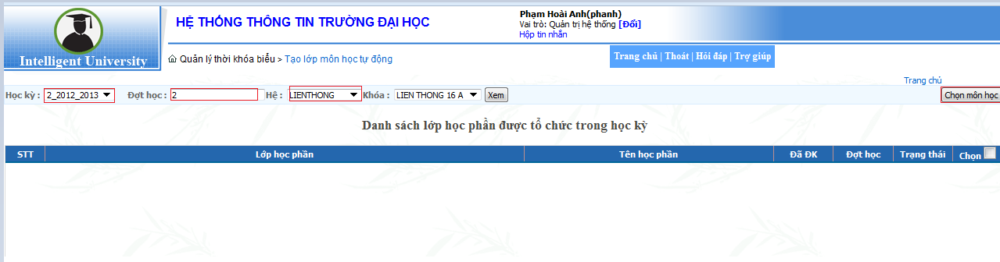 Intelligent University
HỆ THỐNG THÔNG TIN TRƯỜNG ĐẠI HỌC
Phạm Hoài Anh(phanh)
Vai trò: Quản trị hệ thống [Đổi]
Hộp tin nhắn
Quản lý thời khóa biểu > Tạo lớp môn học tự động
Trang chủ | Thoát | Hỏi đáp | Trợ giúp
Trang chủ
Học kỳ : 2_2012_2013 Đợt học : 2 Hệ : LIENTHONG Khóa : LIEN THONG 16 A Xem Chọn môn học
Danh sách lớp học phần được tổ chức trong học kỳ
STT Lớp học phần Tên học phần Đã ĐK Đợt học Trạng thái Chọn